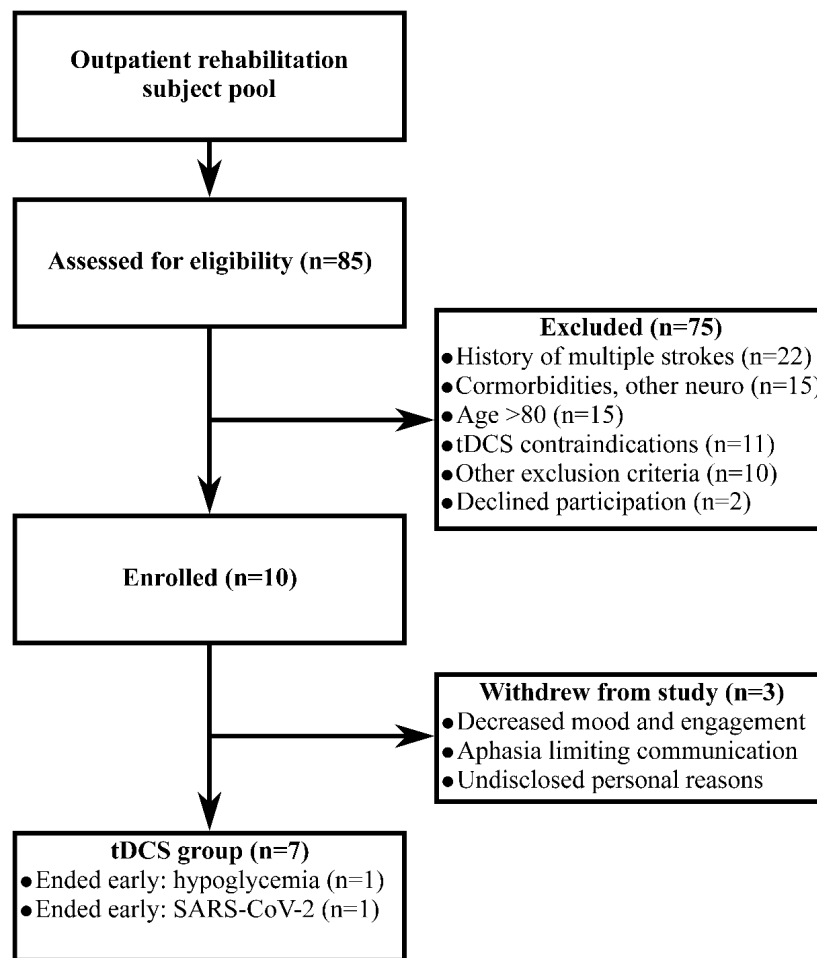 Outpatient rehabilitation
subject pool
Assessed for eligibility (n=85)
Excluded (n=75)
●History of multiple strokes (n=22)
●Cormorbidities, other neuro (n=15)
●Age >80 (n=15)
●tDCS contraindications (n=11)
●Other exclusion criteria (n=10)
●Declined participation (n=2)
Enrolled (n=10)
Withdrew from study (n=3)
●Decreased mood and engagement
●Aphasia limiting communication
●Undisclosed personal reasons
tDCS group (n=7)
●Ended early: hypoglycemia (n=1)
●Ended early: SARS-CoV-2 (n=1)